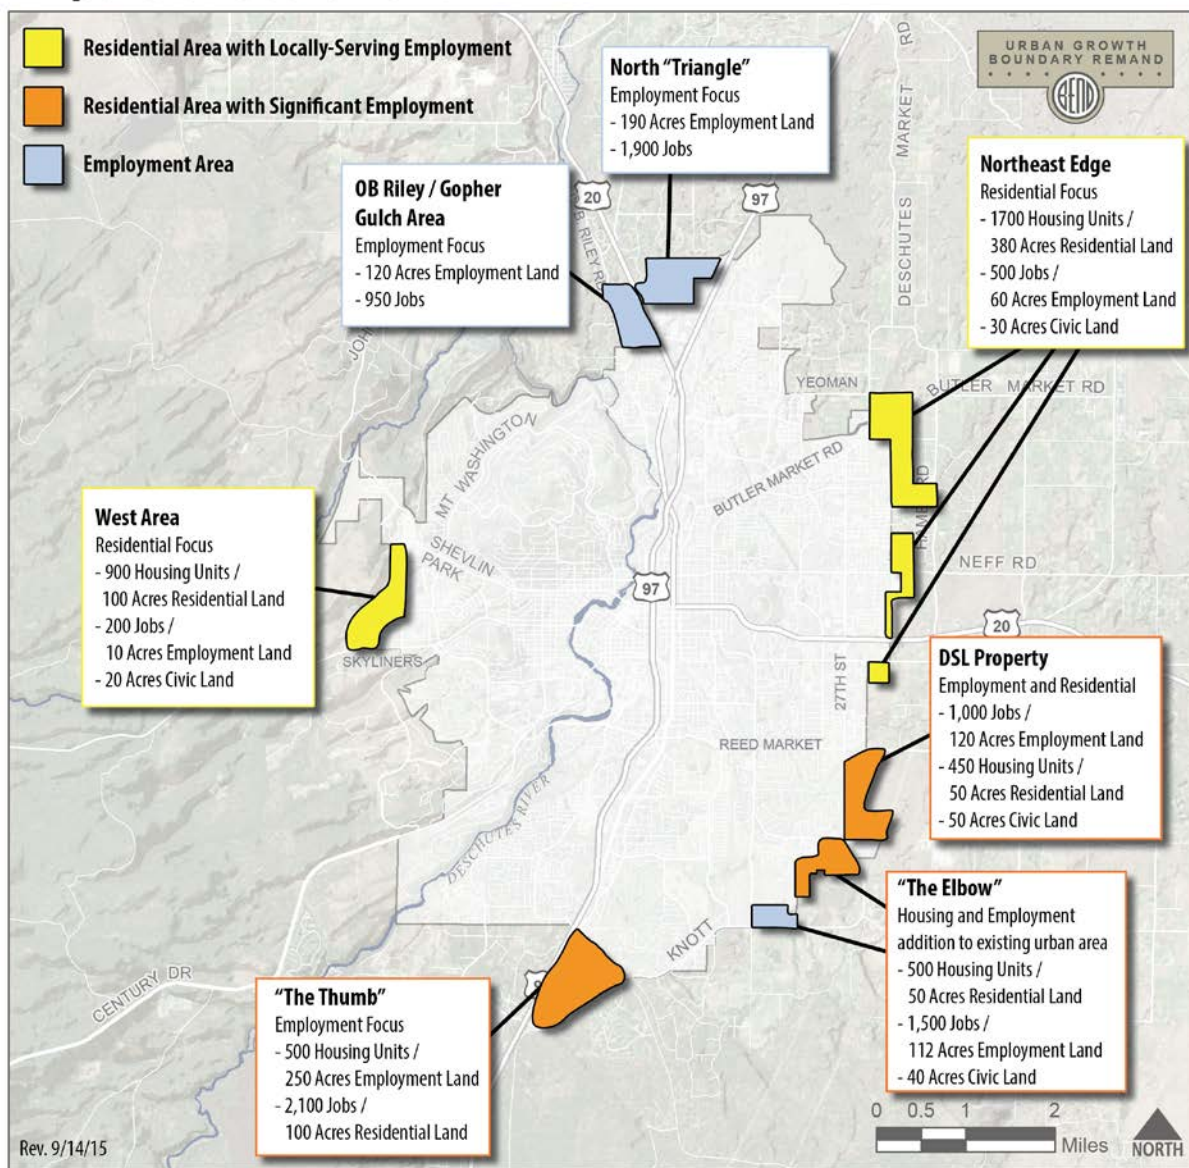 Residential Area with Locally-Serving Employment
Residential Area with Significant Employment
Employment Area
URBAN GROWTH
BOUNDARY REMAND
BEND
North “Triangle”
Employment Focus
- 190 Acres Employment Land
- 1,900 Jobs
OB Riley / Gopher
Gulch Area
Employment Focus
- 120 Acres Employment Land
- 950 Jobs
Northeast Edge
Residential Focus
- 1700 Housing Units /
380 Acres Residential Land
- 500 Jobs /
60 Acres Employment Land
- 30 Acres Civic Land
20
97
B. RILEY RD
DESCHUTES MARKET RD
YEOMAN
BUTLER MARKET RD
BUTLER MARKET RD
MT WASHINGTON
SHEVLIN
PARK
West Area
Residential Focus
- 900 Housing Units /
100 Acres Residential Land
- 200 Jobs /
10 Acres Employment Land
- 20 Acres Civic Land
SKYLINERS
97
NEFF RD
20
27TH ST
REED MARKET
DSL Property
Employment and Residential
- 1,000 Jobs /
120 Acres Employment Land
- 450 Housing Units /
50 Acres Residential Land
- 50 Acres Civic Land
DESCHUTES RIVER
“The Elbow”
Housing and Employment
addition to existing urban area
- 500 Housing Units /
50 Acres Residential Land
- 1,500 Jobs /
112 Acres Employment Land
- 40 Acres Civic Land
KNOTT
CENTURY DR
“The Thumb”
Employment Focus
- 500 Housing Units /
250 Acres Employment Land
- 2,100 Jobs /
100 Acres Residential Land
0 0.5 1 2
Miles
NORTH
Rev. 9/14/15